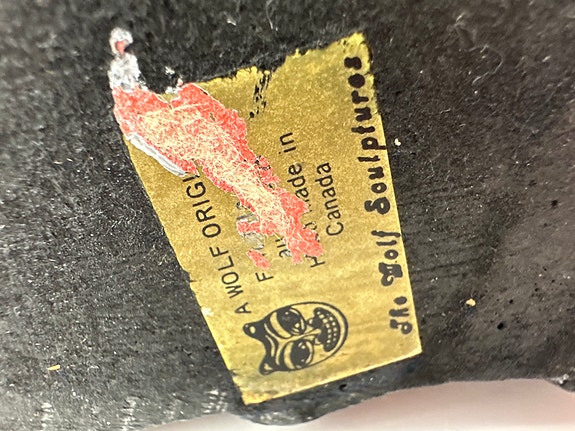 A WOLF ORIGI
made in
Canada
The Wolf Sculptures